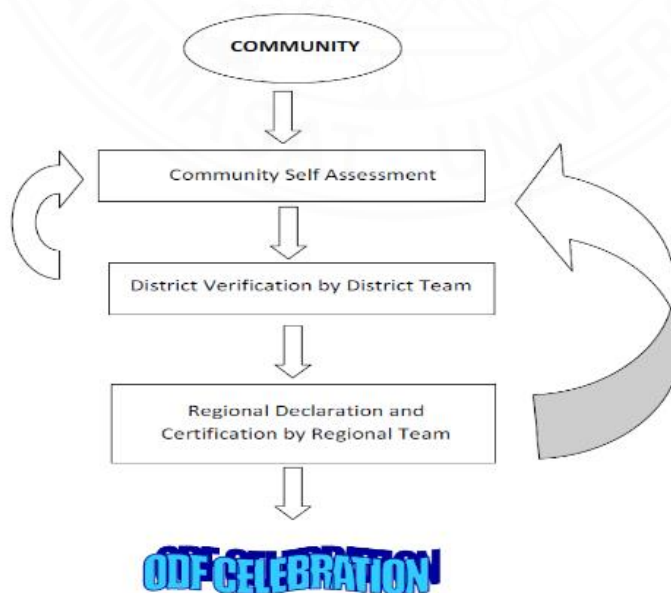 COMMUNITY
Community Self Assessment
District Verification by District Team
Regional Declaration and
Certification by Regional Team
ODF CELEBRATION